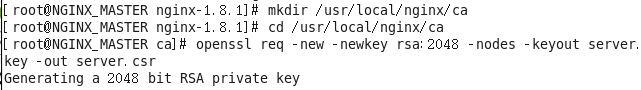 [ root@NGINX_MASTER nginx-1.8.1]# mkdir /usr/local/nginx/ca
[ root@NGINX_MASTER nginx-1.8.1]# cd /usr/local/nginx/ca
[ root@NGINX_MASTER ca]# openssl req -new -newkey rsa:2048 -nodes -keyout server.
key -out server.csr
Generating a 2048 bit RSA private key